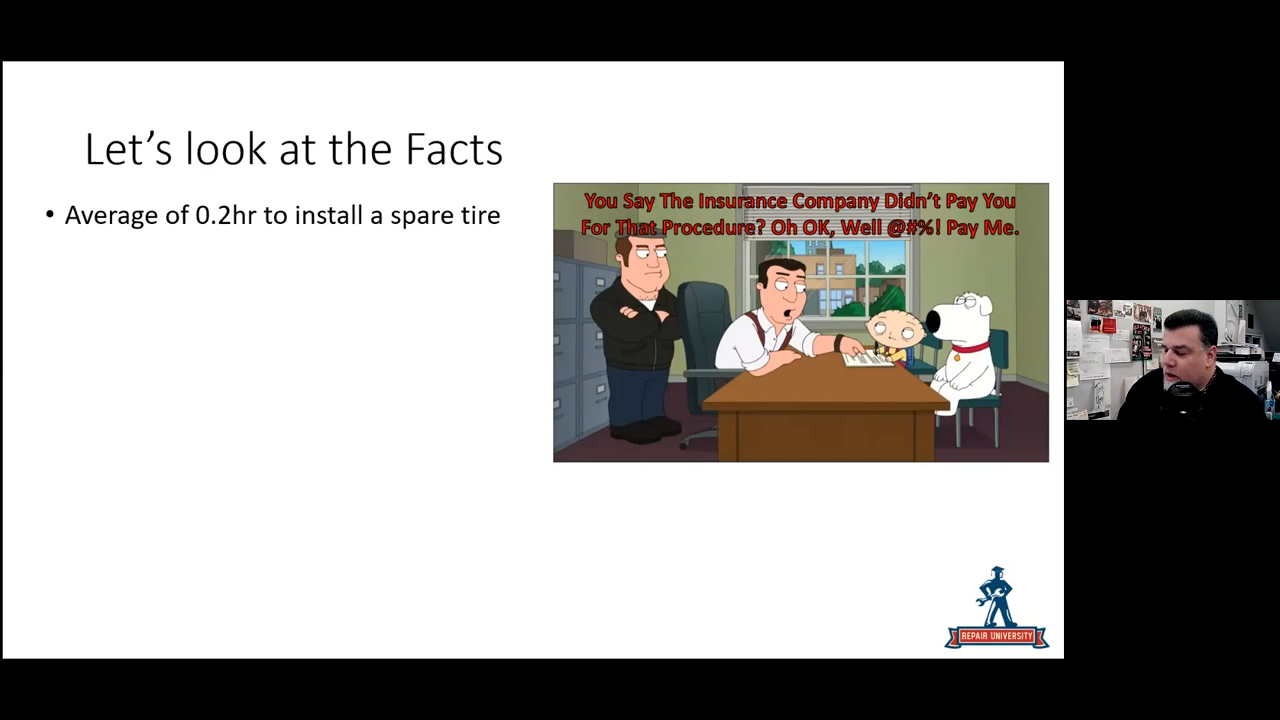 Let’s look at the Facts
• Average of 0.2hr to install a spare tire
You Say The Insurance Company Didn’t Pay You
For That Procedure? Oh OK, Well @#%! Pay Me.
REPAIR UNIVERSITY